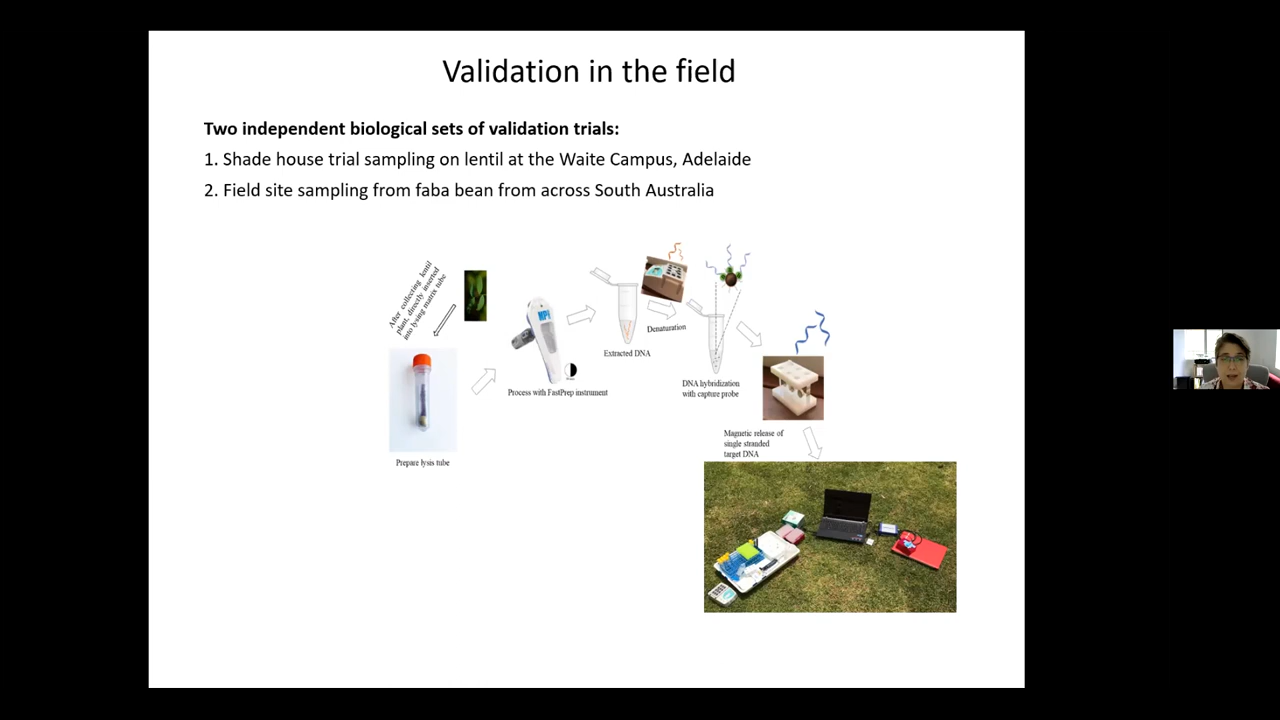 Validation in the field
Two independent biological sets of validation trials:
1. Shade house trial sampling on lentil at the Waite Campus, Adelaide
2. Field site sampling from faba bean from across South Australia
After collecting lentil
plant, directly inserted
into lysing matrix tube
Prepare lysis tube
MP
Process with FastPrep instrument
Extracted DNA
Denaturation
DNA hybridization
with capture probe
Magnetic release of
single stranded
target DNA